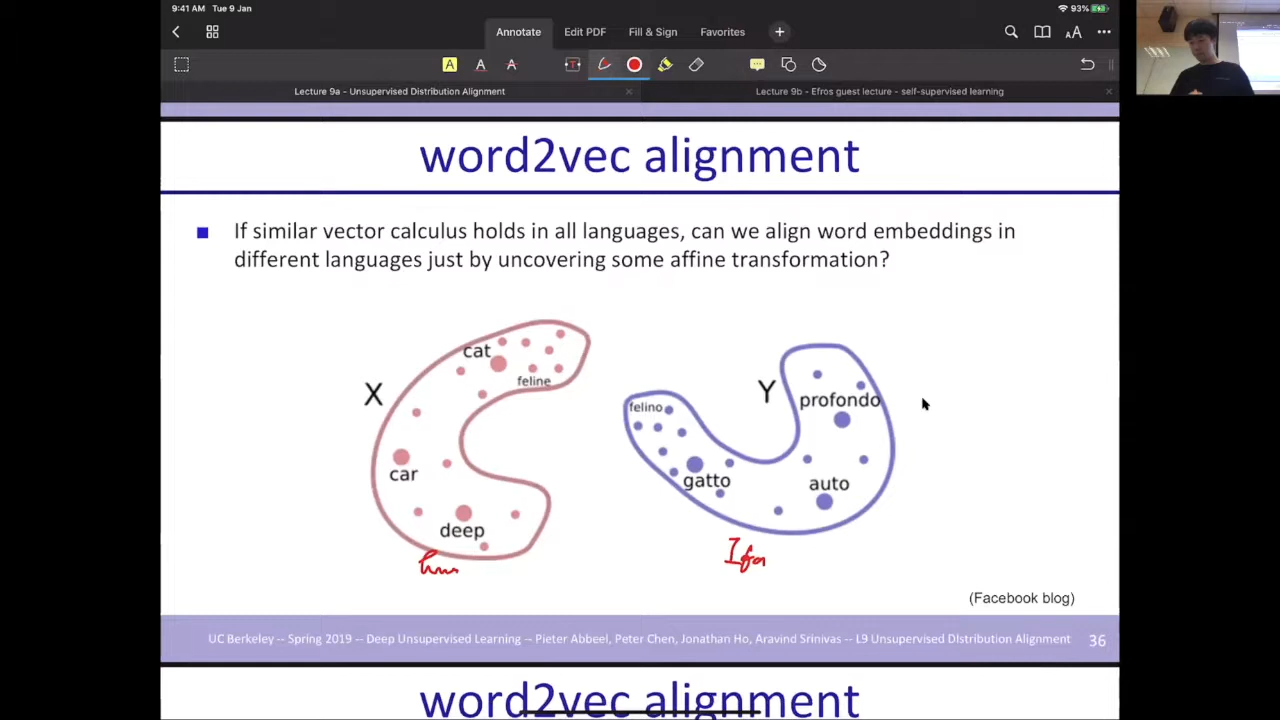 9:41 AM Tue 9 Jan
93%
Annotate Edit PDF Fill & Sign Favorites
A A A T AA
Lecture 9a - Unsupervised Distribution Alignment
Lecture 9b - Efros guest lecture - self-supervised learning
word2vec alignment
If similar vector calculus holds in all languages, can we align word embeddings in
different languages just by uncovering some affine transformation?
X
cat
feline
car
deep
Y
felino
profondo
gatto
auto
(Facebook blog)
UC Berkeley -- Spring 2019 -- Deep Unsupervised Learning -- Pieter Abbeel, Peter Chen, Jonathan Ho, Aravind Srinivas -- L9 Unsupervised DIstribution Alignment
36
word2vec alignment